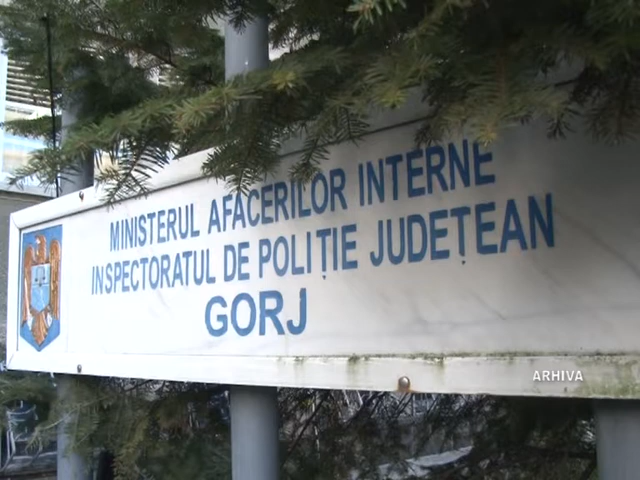 MINISTERUL AFACERILOR INTERNE
INSPECTORATUL DE POLIȚIE JUDEȚEAN
GORJ
ARHIVA